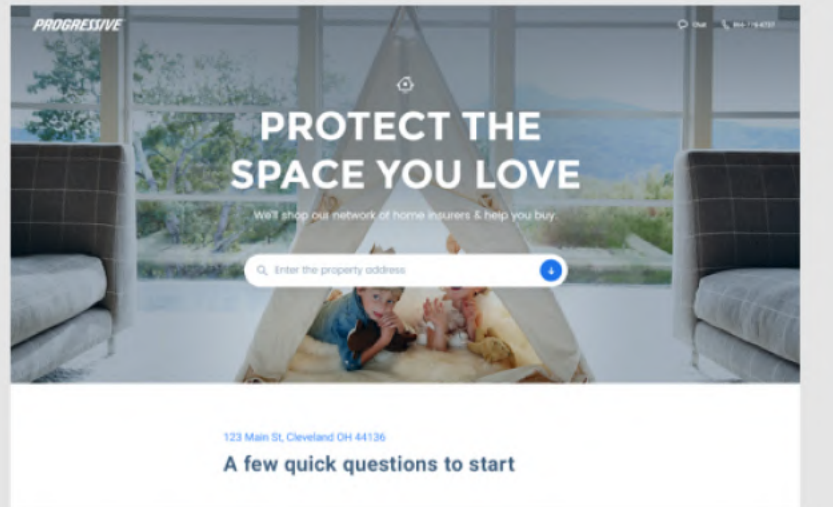 PROGRESSIVE
Chat
PROTECT THE
SPACE YOU LOVE
We'll shop our network of home insurers & help you buy.
Enter the property address
123 Main St, Cleveland OH 44136
A few quick questions to start